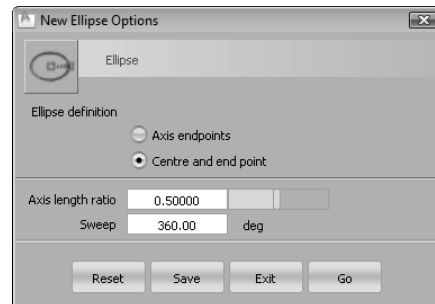 New Ellipse Options
Ellipse
Ellipse definition
Axis endpoints
Centre and end point
Axis length ratio 0.50000
Sweep 360.00 deg
Reset Save Exit Go